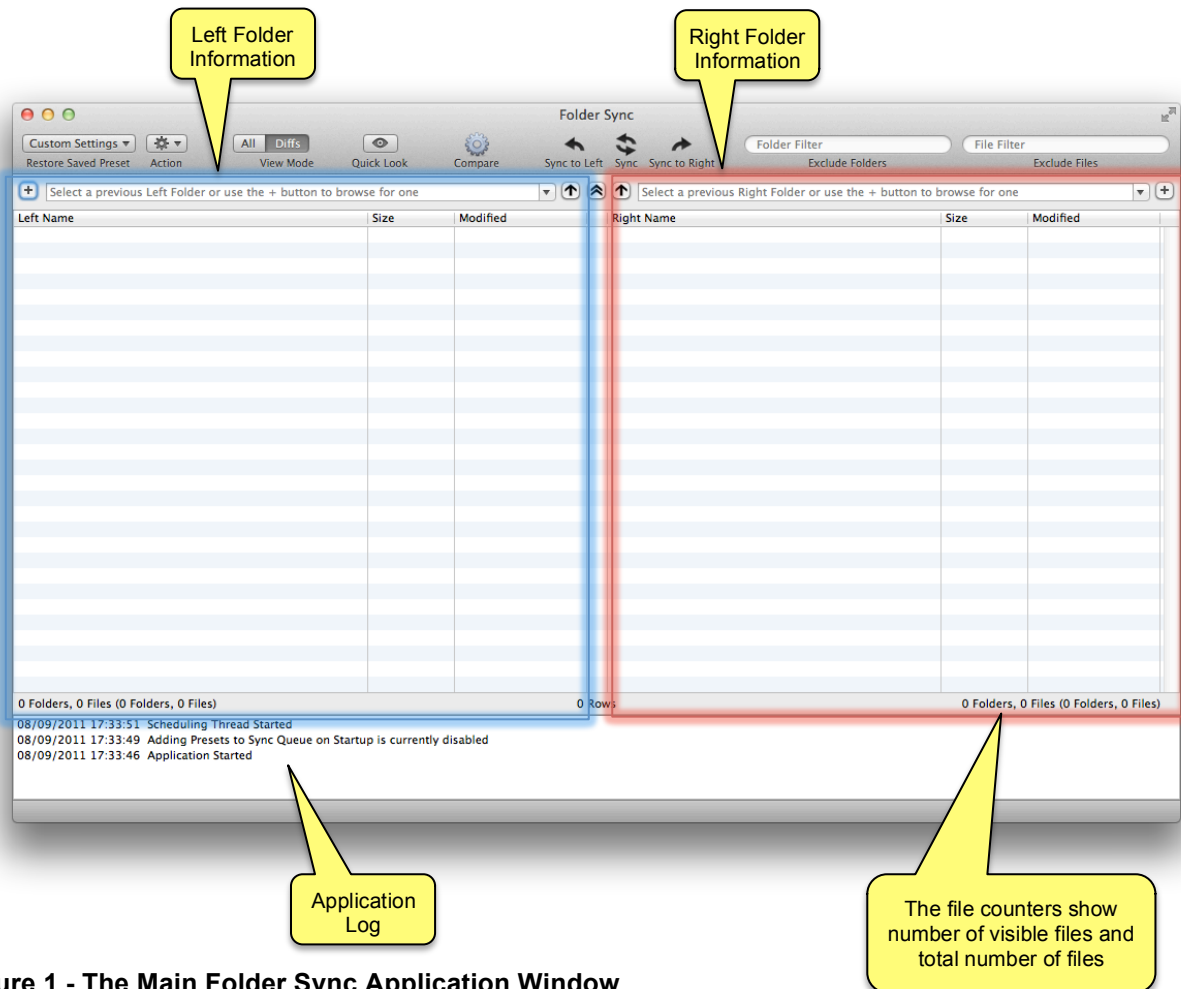 Left Folder
Information
Right Folder
Information
Folder Sync
Custom Settings
All Diffs
Folder Filter
File Filter
Restore Saved Preset Action View Mode Quick Look Compare Sync to Left Sync Sync to Right Exclude Folders Exclude Files
Select a previous Left Folder or use the + button to browse for one
Select a previous Right Folder or use the + button to browse for one
Left Name Size Modified Right Name Size Modified
0 Folders, 0 Files (0 Folders, 0 Files) 0 Rows 0 Folders, 0 Files (0 Folders, 0 Files)
08/09/2011 17:33:51 Scheduling Thread Started
08/09/2011 17:33:49 Adding Presets to Sync Queue on Startup is currently disabled
08/09/2011 17:33:46 Application Started
Application
Log
The file counters show
number of visible files and
total number of files
ure 1 - The Main Folder Sync Application Window